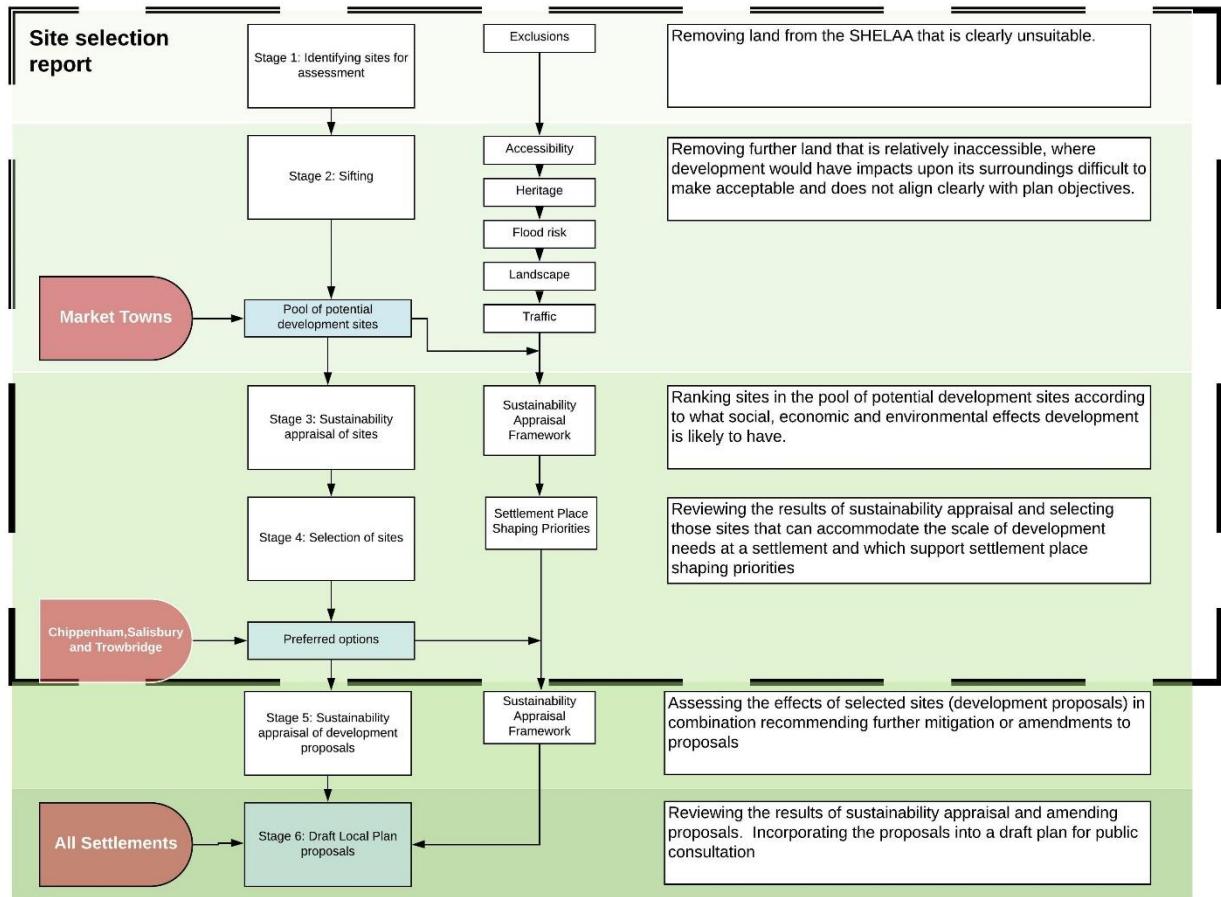 Site selection
report
Stage 1: Identifying sites for
assessment
Exclusions
Removing land from the SHELAA that is clearly unsuitable.
Stage 2: Sifting
Accessibility
Heritage
Flood risk
Landscape
Traffic
Removing further land that is relatively inaccessible, where
development would have impacts upon its surroundings difficult to
make acceptable and does not align clearly with plan objectives.
Market Towns
Pool of potential
development sites
Stage 3: Sustainability
appraisal of sites
Sustainability
Appraisal
Framework
Ranking sites in the pool of potential development sites according
to what social, economic and environmental effects development
is likely to have.
Stage 4: Selection of sites
Settlement Place
Shaping Priorities
Reviewing the results of sustainability appraisal and selecting
those sites that can accommodate the scale of development
needs at a settlement and which support settlement place
shaping priorities
Chippenham,Salisbury
and Trowbridge
Preferred options
Stage 5: Sustainability
appraisal of development
proposals
Sustainability
Appraisal
Framework
Assessing the effects of selected sites (development proposals) in
combination recommending further mitigation or amendments to
proposals
All Settlements
Stage 6: Draft Local Plan
proposals
Reviewing the results of sustainability appraisal and amending
proposals. Incorporating the proposals into a draft plan for public
consultation